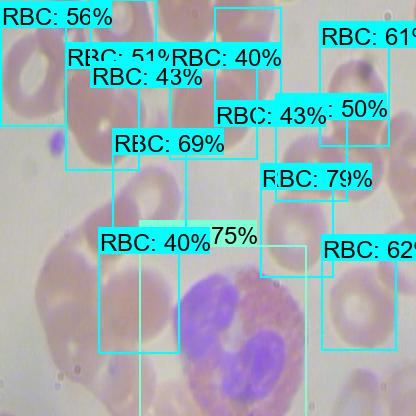 RBC: 56%
RBC: 61%
RBC: 51%
RBC: 40%
RBC: 43%
RBC: 43%
: 50%
RBC: 69%
RBC: 79%
75%
RBC: 40%
RBC: 62%